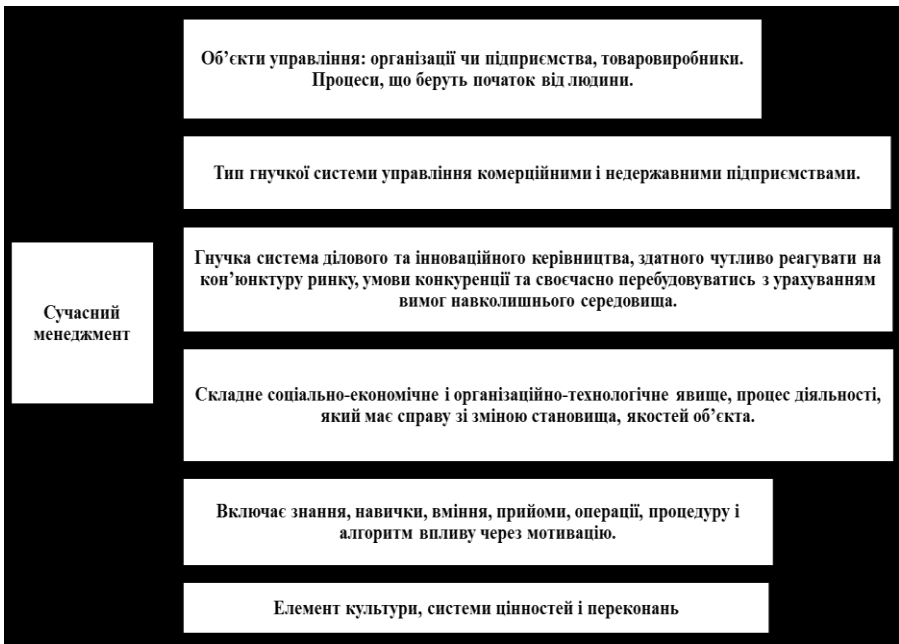 Об’єкти управління: організації чи підприємства, товаровиробники.
Процеси, що беруть початок від людини.
Тип гнучкої системи управління комерційними і недержавними підприємствами.
Гнучка система ділового та інноваційного керівництва, здатного чутливо реагувати на
кон’юнктуру ринку, умови конкуренції та своєчасно перебудовуватись з урахуванням
вимог навколишнього середовища.
Сучасний
менеджмент
Складне соціально-економічне і організаційно-технологічне явище, процес діяльності,
який має справу зі зміною становища, якостей об’єкта.
Включає знання, навички, вміння, прийоми, операції, процедуру і
алгоритм впливу через мотивацію.
Елемент культури, системи цінностей і переконань